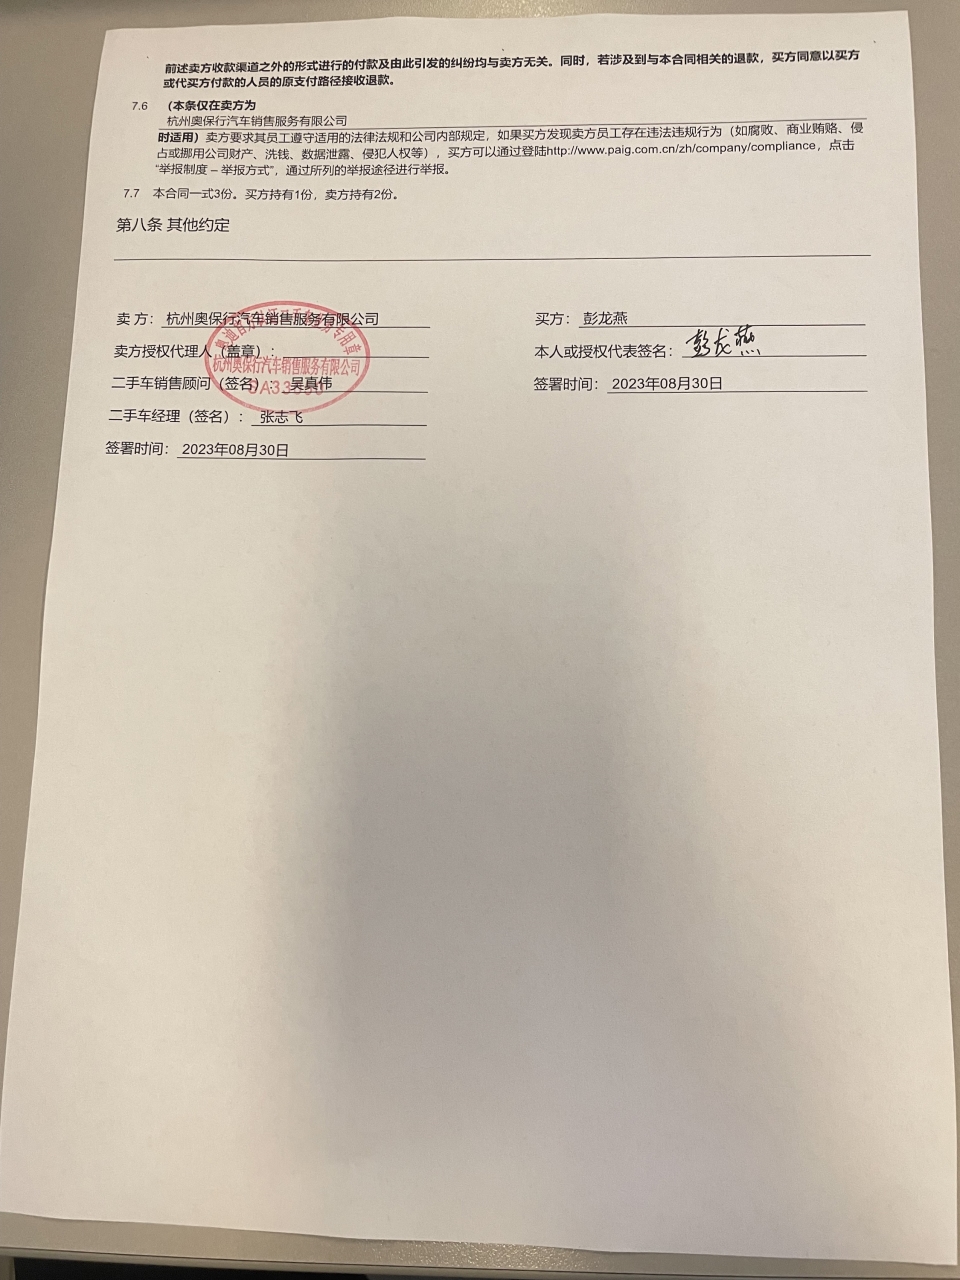 前述卖方收款渠道之外的形式进行的付款及由此引发的纠纷均与卖方无关。同时，若涉及到与本合同相关的退款，买方同意以买方
或代买方付款的人员的原支付路径接收退款。
7.6 （本条仅在卖方为
杭州奥保行汽车销售服务有限公司
时适用）卖方要求其员工遵守适用的法律法规和公司内部规定，如果买方发现卖方员工存在违法违规行为（如腐败、商业贿赂、侵
占或挪用公司财产、洗钱、数据泄露、侵犯人权等），买方可以通过登陆http://www.paig.com.cn/zh/company/compliance，点击
“举报制度 – 举报方式”，通过所列的举报途径进行举报。
7.7 本合同一式3份。买方持有1份，卖方持有2份。
第八条 其他约定
卖 方： 杭州奥保行汽车销售服务有限公司
卖方授权代理人（盖章）：
杭州奥保行汽车销售服务有限公司
二手车销售顾问（签名）： 吴真伟
二手车经理（签名）： 张志飞
签署时间： 2023年08月30日
买方： 彭龙燕
本人或授权代表签名： 彭龙燕
签署时间： 2023年08月30日